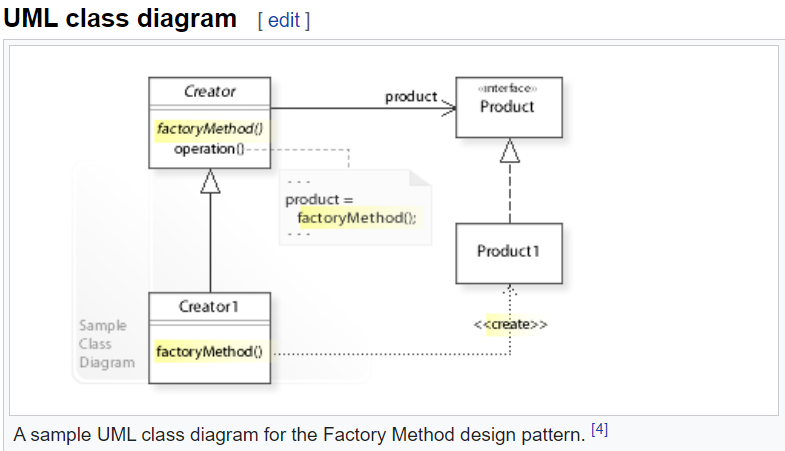 UML class diagram [ edit ]
Creator
factoryMethod()
operation()
product
«interface»
Product
- - -
product =
factoryMethod();
- - -
Product1
Creator1
factoryMethod()
<<create>>
Sample
Class
Diagram
A sample UML class diagram for the Factory Method design pattern. [4]